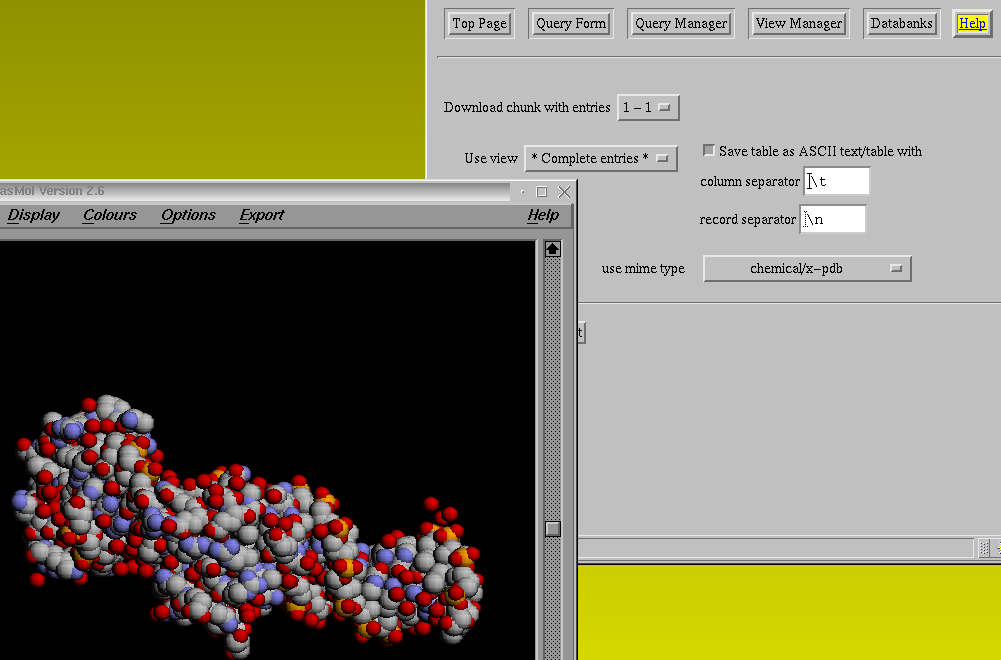 Top Page Query Form Query Manager View Manager Databanks Help
Download chunk with entries 1 – 1
Use view * Complete entries *
Save table as ASCII text/table with
column separator \t
record separator \n
use mime type chemical/x–pdb
asMol Version 2.6
Display Colours Options Export Help
t